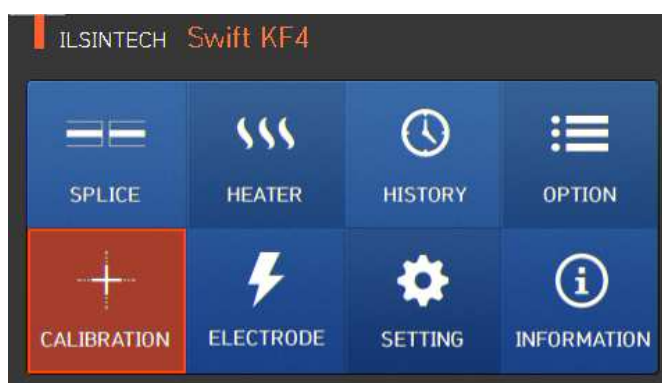 ILSINTECH Swift KF4
SPLICE HEATER HISTORY OPTION
CALIBRATION ELECTRODE SETTING INFORMATION